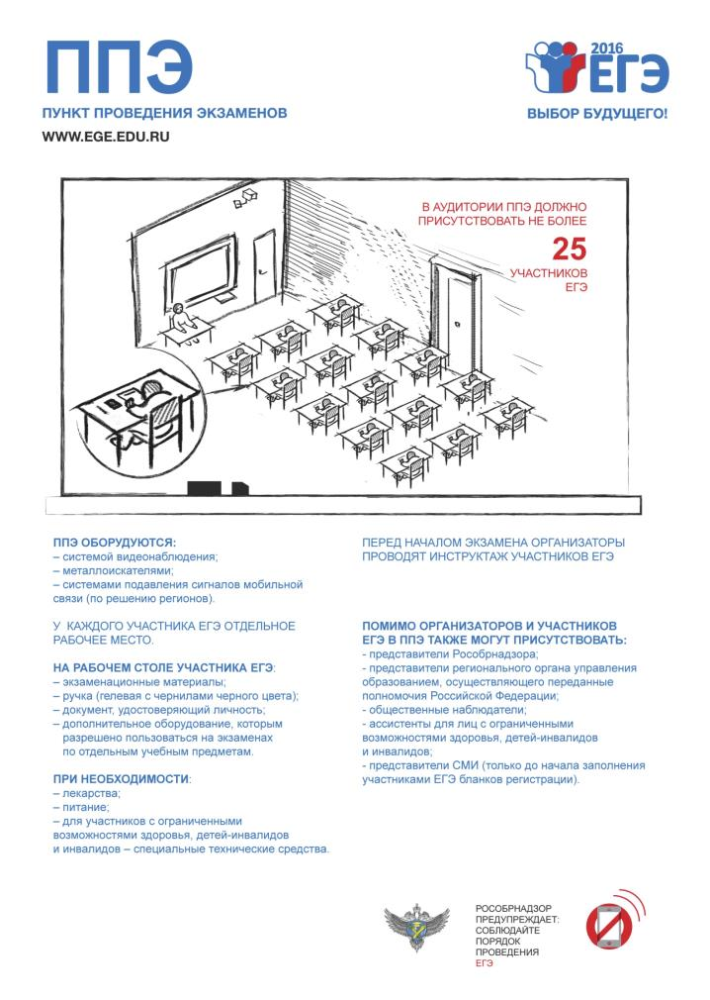 ППЭ
ПУНКТ ПРОВЕДЕНИЯ ЭКЗАМЕНОВ
WWW.EGE.EDU.RU
2016
ЕГЭ
ВЫБОР БУДУЩЕГО!
В АУДИТОРИИ ППЭ ДОЛЖНО
ПРИСУТСТВОВАТЬ НЕ БОЛЕЕ
25
УЧАСТНИКОВ
ЕГЭ
ППЭ ОБОРУДУЮТСЯ:
– системой видеонаблюдения;
– металлоискателями;
– системами подавления сигналов мобильной
связи (по решению регионов).
У КАЖДОГО УЧАСТНИКА ЕГЭ ОТДЕЛЬНОЕ
РАБОЧЕЕ МЕСТО.
НА РАБОЧЕМ СТОЛЕ УЧАСТНИКА ЕГЭ:
– экзаменационные материалы;
– ручка (гелевая с чернилами черного цвета);
– документ, удостоверяющий личность;
– дополнительное оборудование, которым
разрешено пользоваться на экзаменах
по отдельным учебным предметам.
ПРИ НЕОБХОДИМОСТИ:
– лекарства;
– питание;
– для участников с ограниченными
возможностями здоровья, детей-инвалидов
и инвалидов – специальные технические средства.
ПЕРЕД НАЧАЛОМ ЭКЗАМЕНА ОРГАНИЗАТОРЫ
ПРОВОДЯТ ИНСТРУКТАЖ УЧАСТНИКОВ ЕГЭ
ПОМИМО ОРГАНИЗАТОРОВ И УЧАСТНИКОВ
ЕГЭ В ППЭ ТАКЖЕ МОГУТ ПРИСУТСТВОВАТЬ:
- представители Рособрнадзора;
- представители регионального органа управления
образованием, осуществляющего переданные
полномочия Российской Федерации;
- общественные наблюдатели;
- ассистенты для лиц с ограниченными
возможностями здоровья, детей-инвалидов
и инвалидов;
- представители СМИ (только до начала заполнения
участниками ЕГЭ бланков регистрации).
РОСОБРНАДЗОР
ПРЕДУПРЕЖДАЕТ:
СОБЛЮДАЙТЕ
ПОРЯДОК
ПРОВЕДЕНИЯ
ЕГЭ